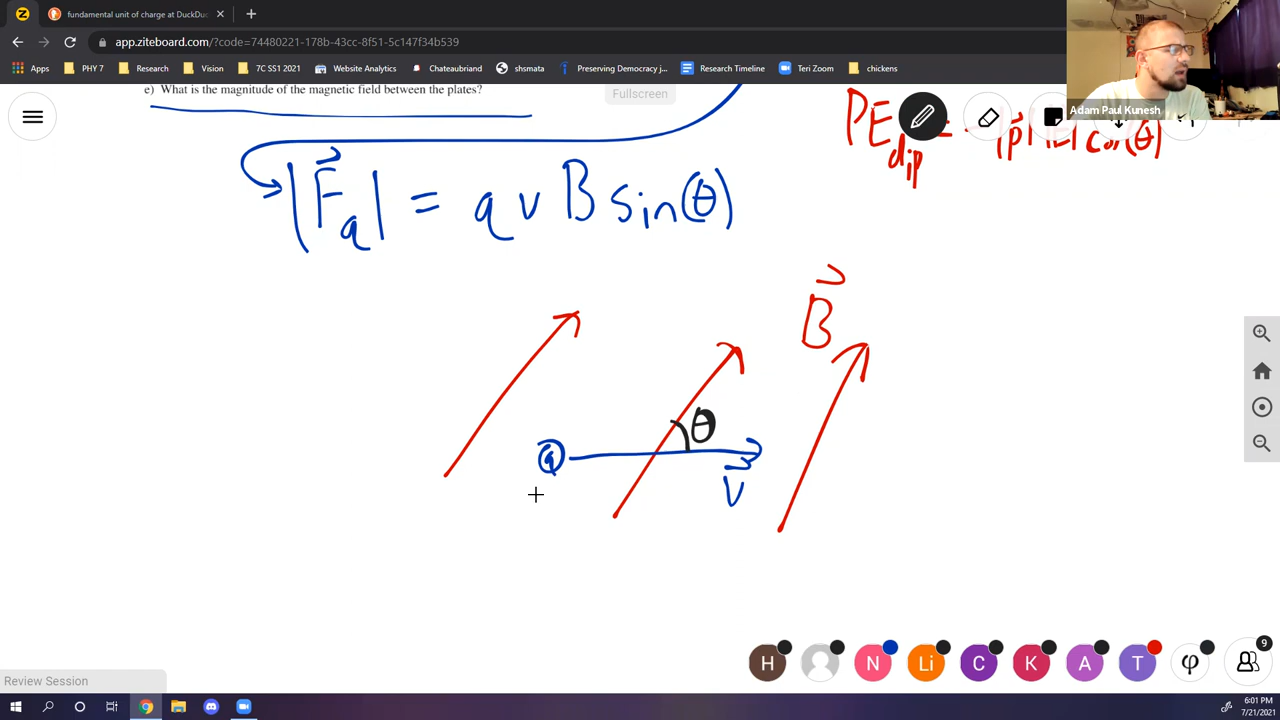 fundamental unit of charge at DuckDuc
app.ziteboard.com/?code=74480221-178b-43cc-8f51-5c147f34b539
Apps PHY 7 Research Vision 7C SS1 2021 Website Analytics Chateaubriand shsmata Preserving Democracy j... Research Timeline Teri Zoom chickens
e) What is the magnitude of the magnetic field between the plates?
Fullscreen
Adam Paul Kunesh
PE_dip = - |p⃗| |E⃗| cos(θ)
|F⃗_q| = q v B sin(θ)
B⃗
θ
q
v⃗
H N Li C K A T φ 9
Review Session
6:01 PM
7/21/2021